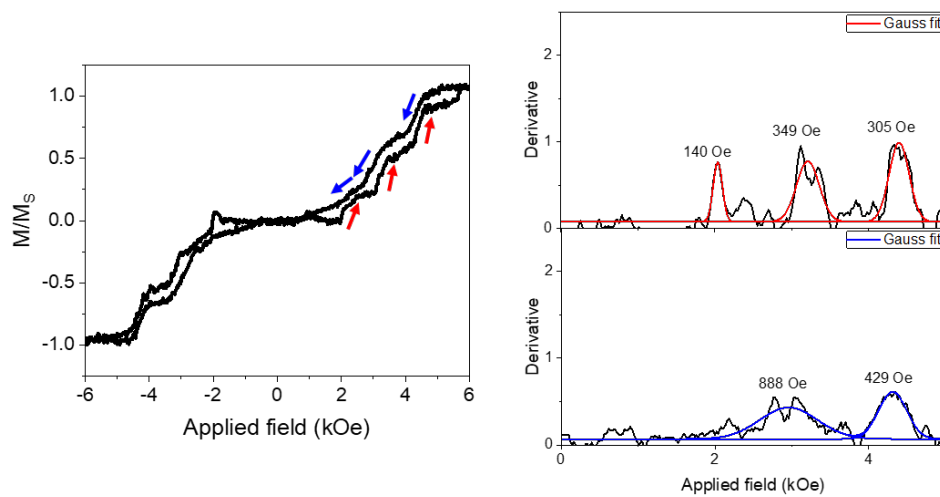 M/M_S
1.0
0.5
0.0
-0.5
-1.0
-6 -4 -2 0 2 4 6
Applied field (kOe)
Derivative
2
1
0
Gauss fit
140 Oe
349 Oe
305 Oe
Derivative
2
1
0
Gauss fit
888 Oe
429 Oe
0 2 4
Applied field (kOe)